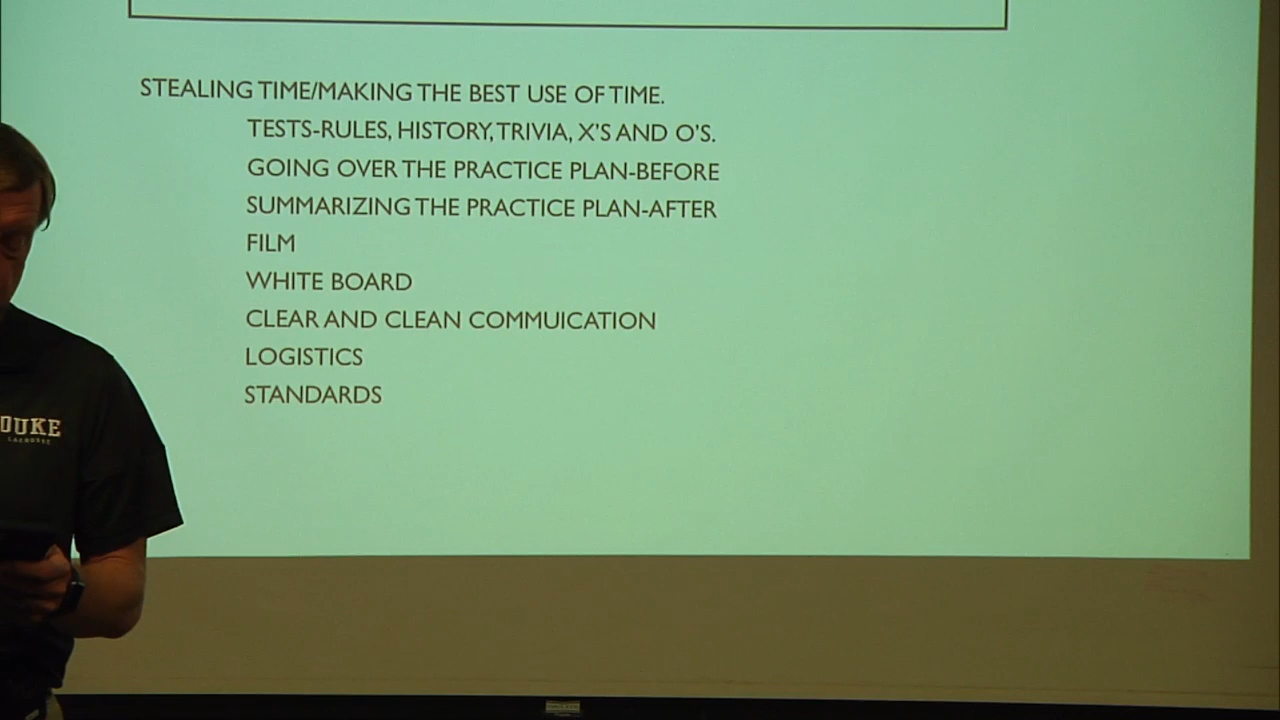 STEALING TIME/MAKING THE BEST USE OF TIME.
TESTS-RULES, HISTORY, TRIVIA, X'S AND O'S.
GOING OVER THE PRACTICE PLAN-BEFORE
SUMMARIZING THE PRACTICE PLAN-AFTER
FILM
WHITE BOARD
CLEAR AND CLEAN COMMUICATION
LOGISTICS
STANDARDS
DUKE
LACROSSE